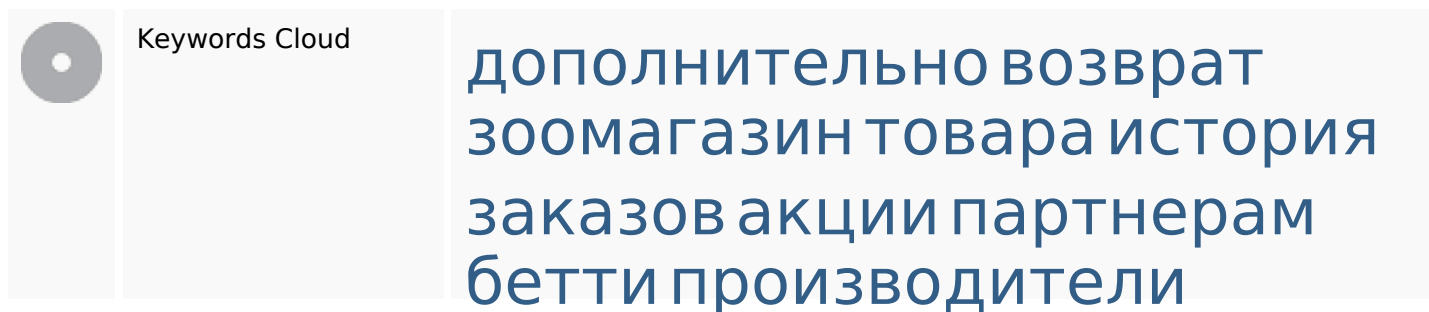 Keywords Cloud
дополнительно возврат
зоомагазин товара история
заказов акции партнерам
бетти производители